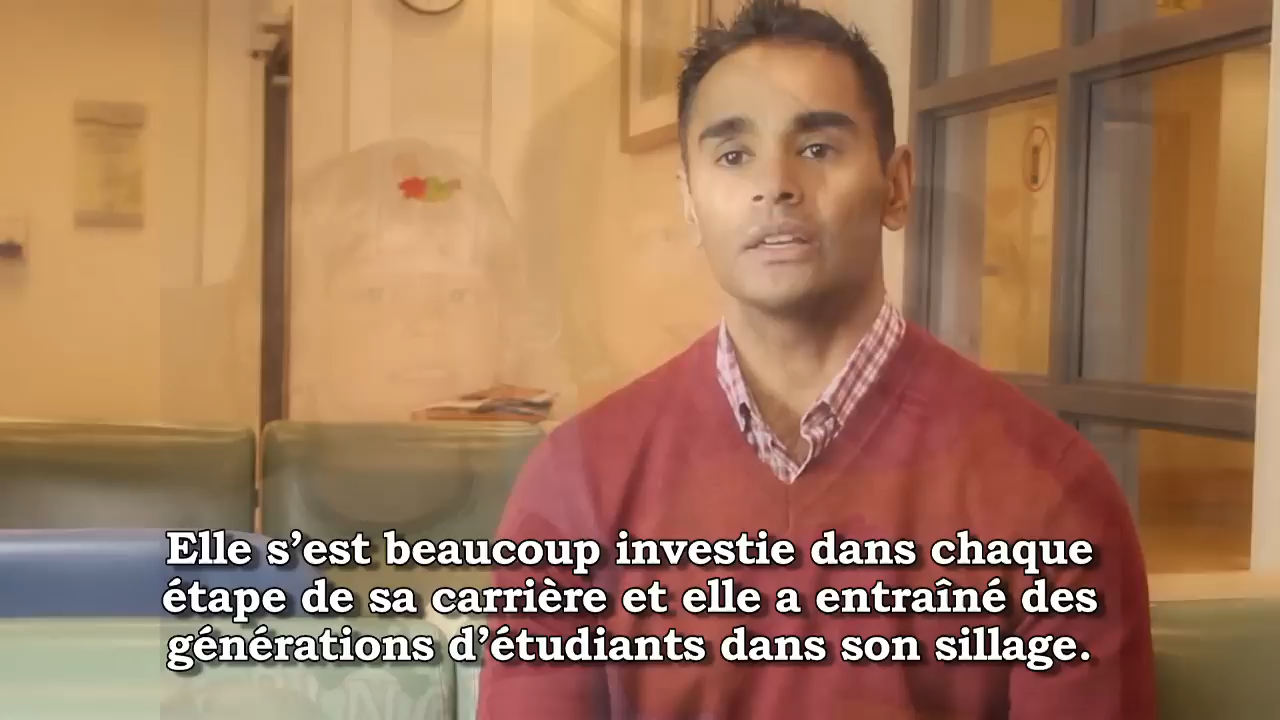 Elle s’est beaucoup investie dans chaque
étape de sa carrière et elle a entraîné des
générations d’étudiants dans son sillage.